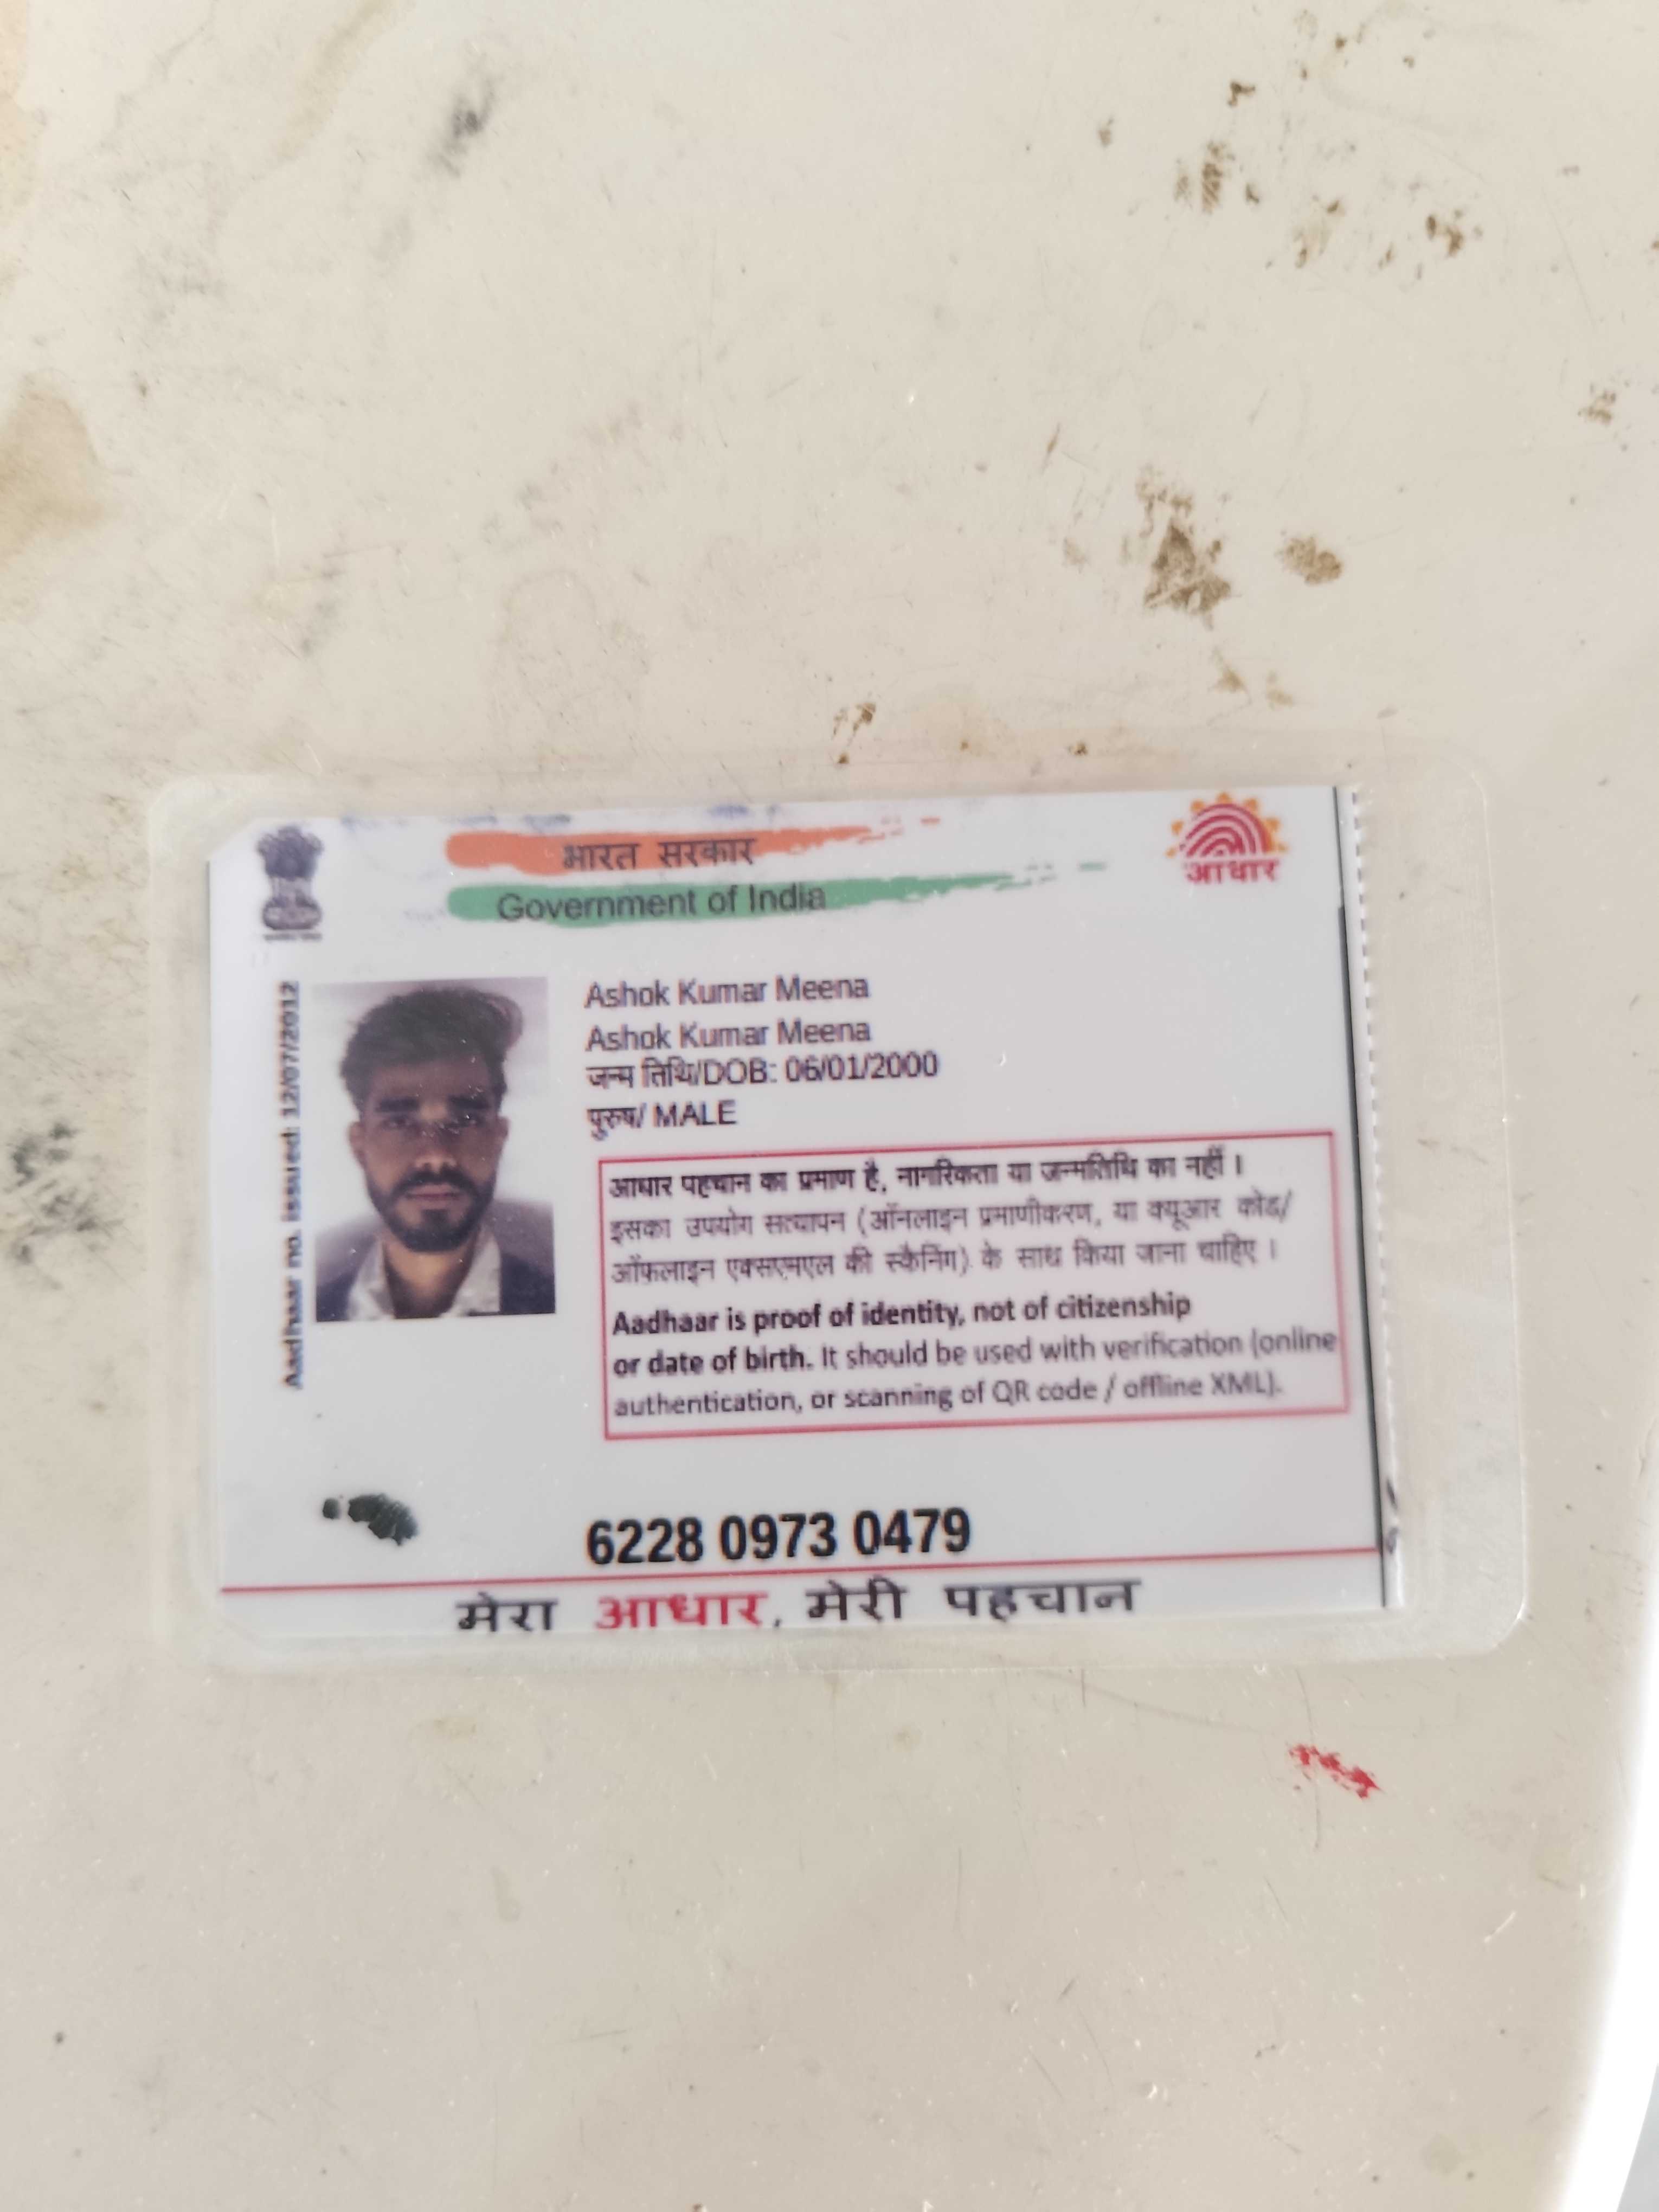 भारत सरकार
Government of India
आधार
Aadhaar no. issued: 12/07/2012
Ashok Kumar Meena
Ashok Kumar Meena
जन्म तिथि/DOB: 06/01/2000
पुरुष/ MALE
आधार पहचान का प्रमाण है, नागरिकता या जन्मतिथि का नहीं ।
इसका उपयोग सत्यापन (ऑनलाइन प्रमाणीकरण, या क्यूआर कोड/
ऑफ़लाइन एक्सएमएल की स्कैनिंग) के साथ किया जाना चाहिए ।
Aadhaar is proof of identity, not of citizenship
or date of birth. It should be used with verification (online
authentication, or scanning of QR code / offline XML).
6228 0973 0479
मेरा आधार, मेरी पहचान